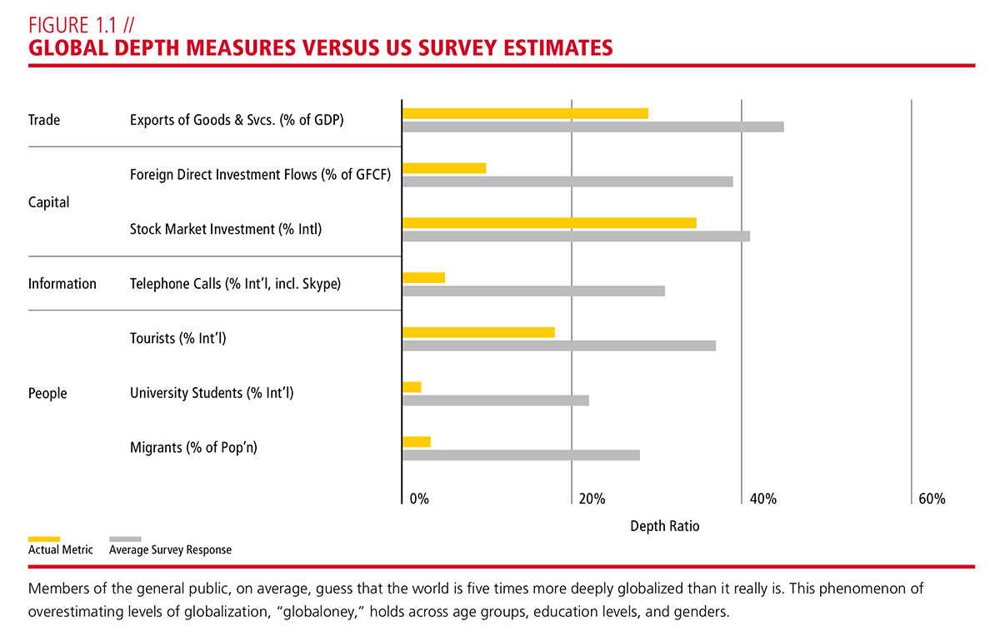 FIGURE 1.1 //
GLOBAL DEPTH MEASURES VERSUS US SURVEY ESTIMATES
Trade
Exports of Goods & Svcs. (% of GDP)
Foreign Direct Investment Flows (% of GFCF)
Capital
Stock Market Investment (% Intl)
Information
Telephone Calls (% Int’l, incl. Skype)
Tourists (% Int’l)
People
University Students (% Int’l)
Migrants (% of Pop’n)
0%
20%
40%
60%
Depth Ratio
Actual Metric
Average Survey Response
Members of the general public, on average, guess that the world is five times more deeply globalized than it really is. This phenomenon of
overestimating levels of globalization, “globaloney,” holds across age groups, education levels, and genders.